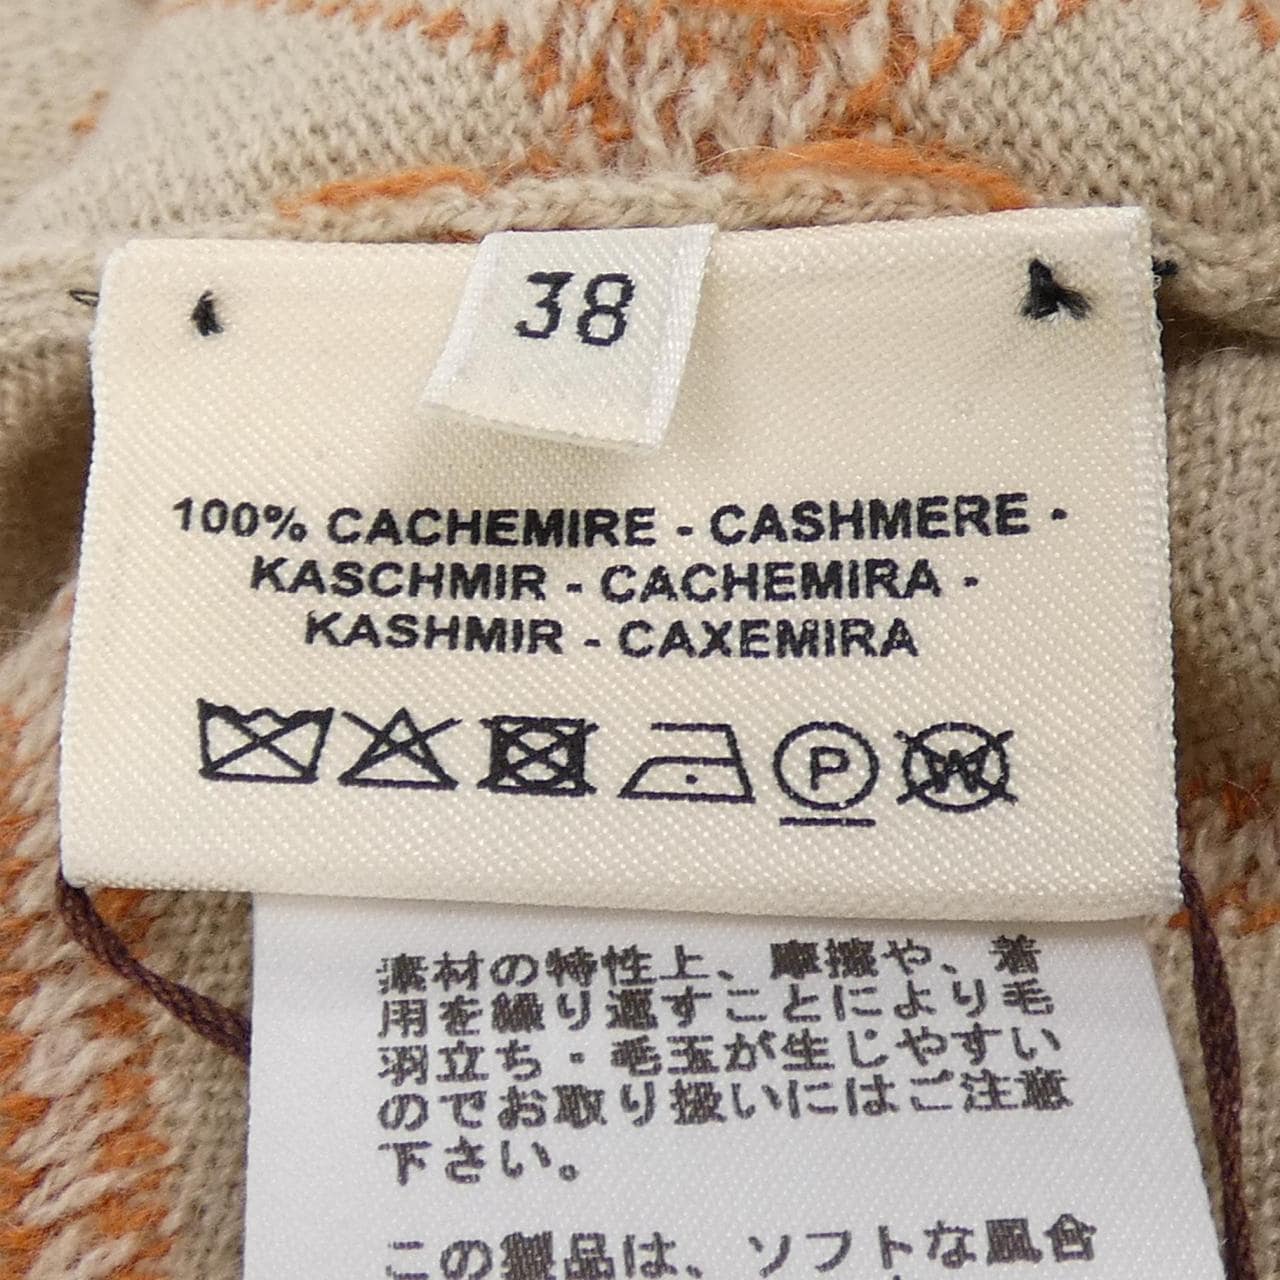 38
100% CACHEMIRE - CASHMERE -
KASCHMIR - CACHEMIRA -
KASHMIR - CAXEMIRA
P
W
素材の特性上、摩擦や、着
用を繰り返すことにより毛
羽立ち・毛玉が生じやすい
のでお取り扱いにはご注意
下さい。
この製品は、ソフトな風合